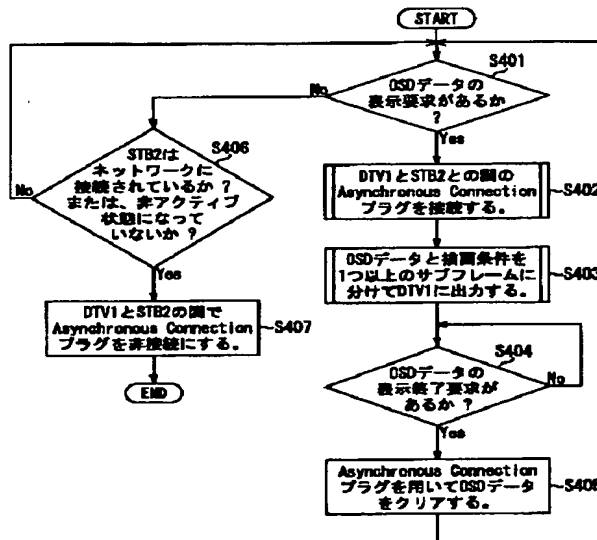 START
S401
OSDデータの
表示要求があるか
?
No
Yes
S406
STB2は
ネットワークに
接続されているか ?
または、非アクティブ
状態になって
いないか ?
No
Yes
DTV1とSTB2との間の
Asynchronous Connection
プラグを接続する。
S402
OSDデータと描画条件を
1つ以上のサブフレームに
分けてDTV1に出力する。
S403
DTV1とSTB2の間で
Asynchronous Connection
プラグを非接続にする。
S407
END
S404
OSDデータの
表示終了要求が
あるか ?
No
Yes
Asynchronous Connection
プラグを用いてOSDデータ
をクリアする。
S405